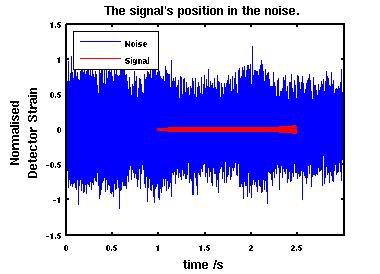 The signal's position in the noise.
1.5
Noise
Signal
1
0.5
0
-0.5
-1
-1.5
Normalised
Detector Strain
0 0.5 1 1.5 2 2.5
time /s